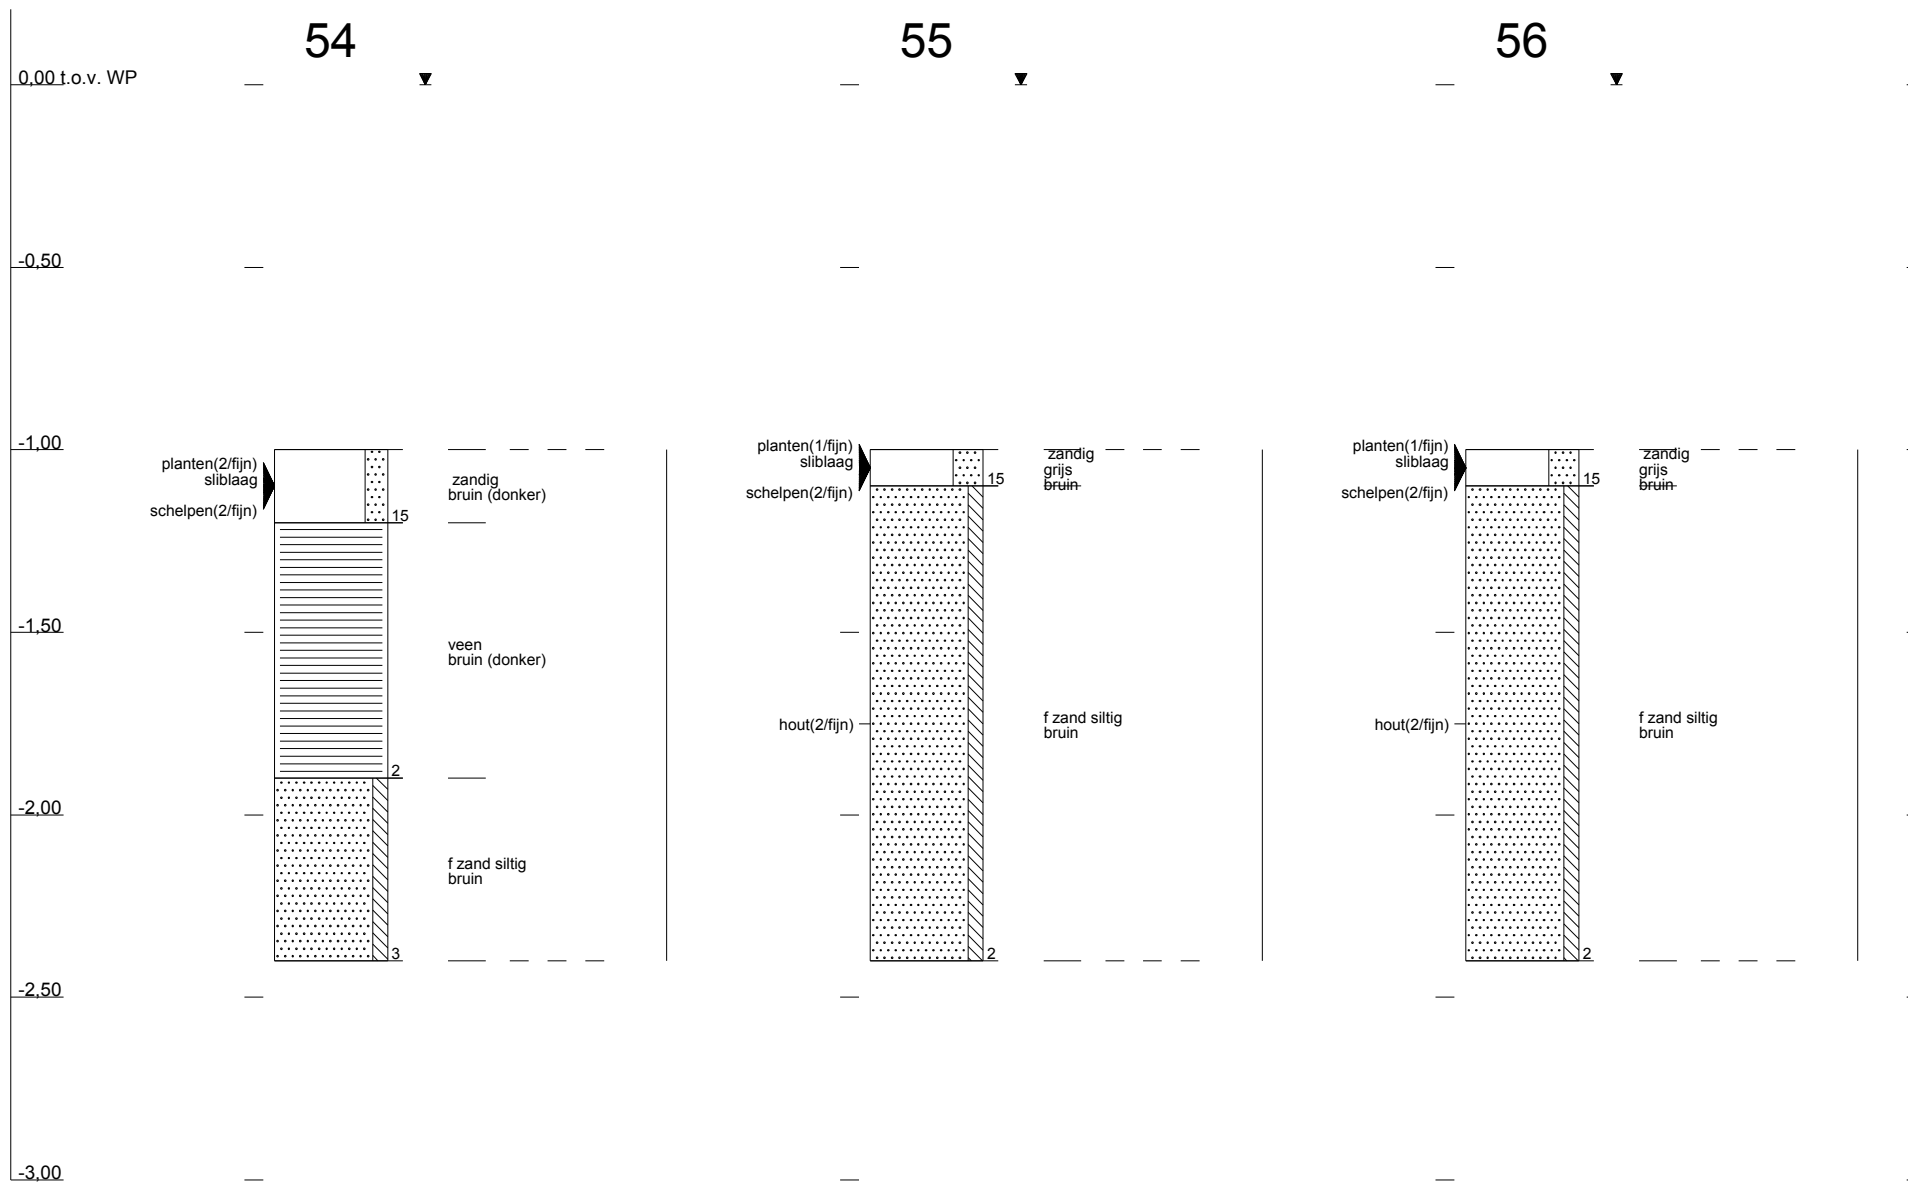 54
55
56
0,00 t.o.v. WP
-0,50
-1,00
-1,50
-2,00
-2,50
-3,00
planten(2/fijn)
sliblaag
schelpen(2/fijn)
zandig
bruin (donker)
15
veen
bruin (donker)
2
f zand siltig
bruin
3
planten(1/fijn)
sliblaag
schelpen(2/fijn)
zandig
grijs
bruin
15
hout(2/fijn)
f zand siltig
bruin
2
planten(1/fijn)
sliblaag
schelpen(2/fijn)
zandig
grijs
bruin
15
hout(2/fijn)
f zand siltig
bruin
2